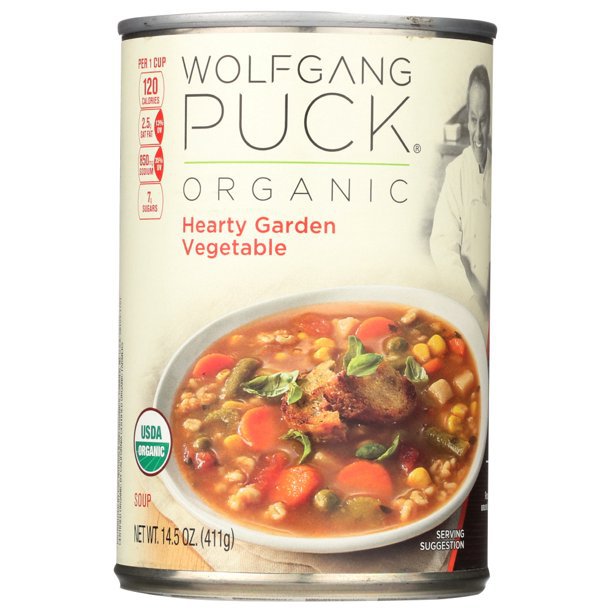 PER 1 CUP
120
CALORIES
2.5g
SAT FAT
13%
DV
850mg
SODIUM
35%
DV
7g
SUGARS
WOLFGANG
PUCK®
ORGANIC
Hearty Garden
Vegetable
USDA
ORGANIC
SOUP
NET WT. 14.5 OZ. (411g)
SERVING
SUGGESTION